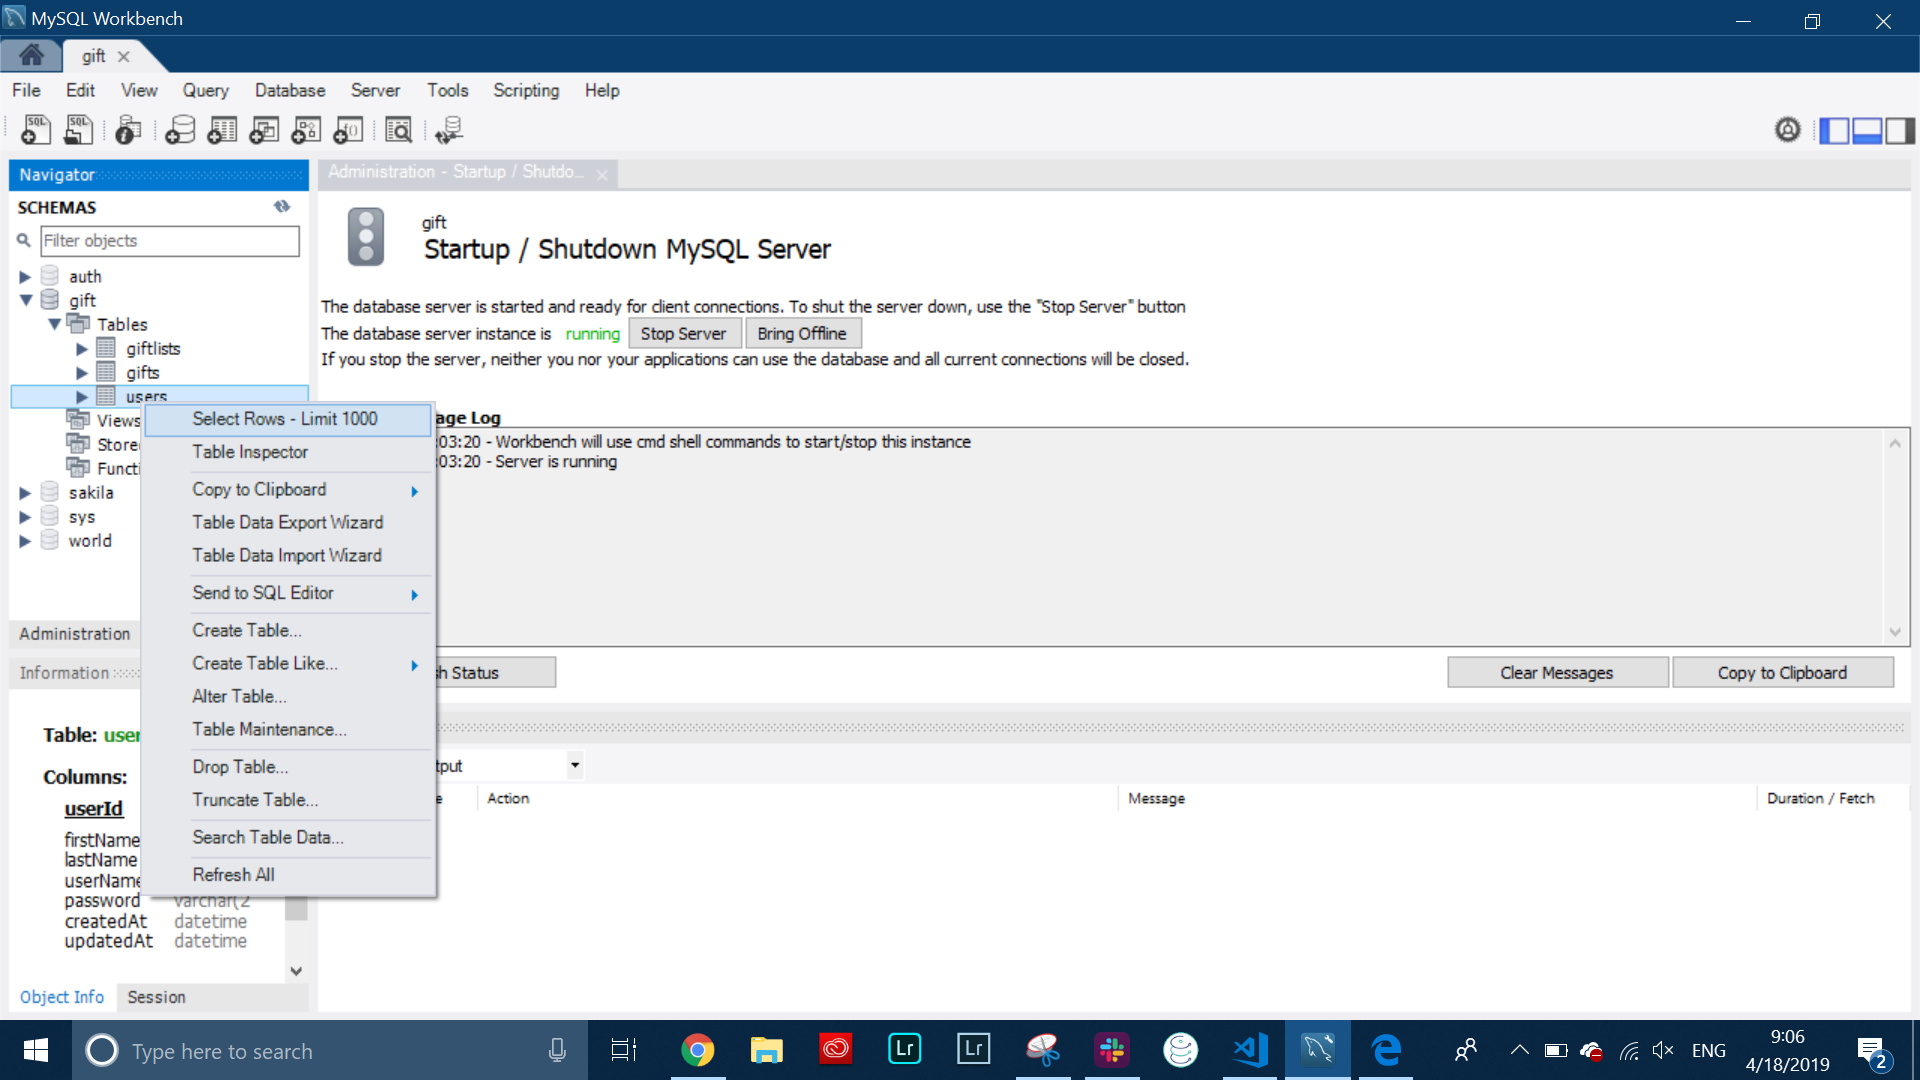 MySQL Workbench
gift
File Edit View Query Database Server Tools Scripting Help
SQL SQL
Navigator
SCHEMAS
Filter objects
auth
gift
Tables
giftlists
gifts
users
Views
Store
Functi
sakila
sys
world
Administration
Information
Table: user
Columns:
userId
firstName
lastName
userName
password varchar(2
createdAt datetime
updatedAt datetime
Object Info Session
Select Rows - Limit 1000
Table Inspector
Copy to Clipboard
Table Data Export Wizard
Table Data Import Wizard
Send to SQL Editor
Create Table...
Create Table Like...
Alter Table...
Table Maintenance...
Drop Table...
Truncate Table...
Search Table Data...
Refresh All
Administration - Startup / Shutdo...
gift
Startup / Shutdown MySQL Server
The database server is started and ready for client connections. To shut the server down, use the "Stop Server" button
The database server instance is running Stop Server Bring Offline
If you stop the server, neither you nor your applications can use the database and all current connections will be closed.
age Log
:03:20 - Workbench will use cmd shell commands to start/stop this instance
:03:20 - Server is running
sh Status Clear Messages Copy to Clipboard
tput
e Action Message Duration / Fetch
Type here to search
Lr Lr
ENG
9:06
4/18/2019
2